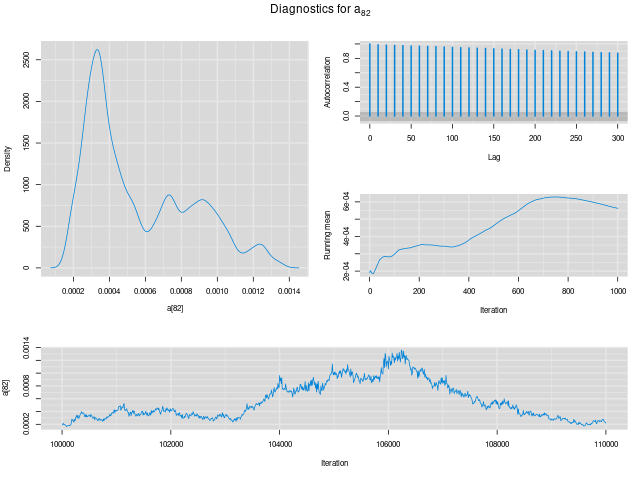 Diagnostics for a82
Density
0 500 1000 1500 2000 2500
0.0002 0.0004 0.0006 0.0008 0.0010 0.0012 0.0014
a[82]
Autocorrelation
0.0 0.4 0.8
0 50 100 150 200 250 300
Lag
Running mean
2e-04 4e-04 6e-04
0 200 400 600 800 1000
Iteration
a[82]
0.0002 0.0008 0.0014
100000 102000 104000 106000 108000 110000
Iteration